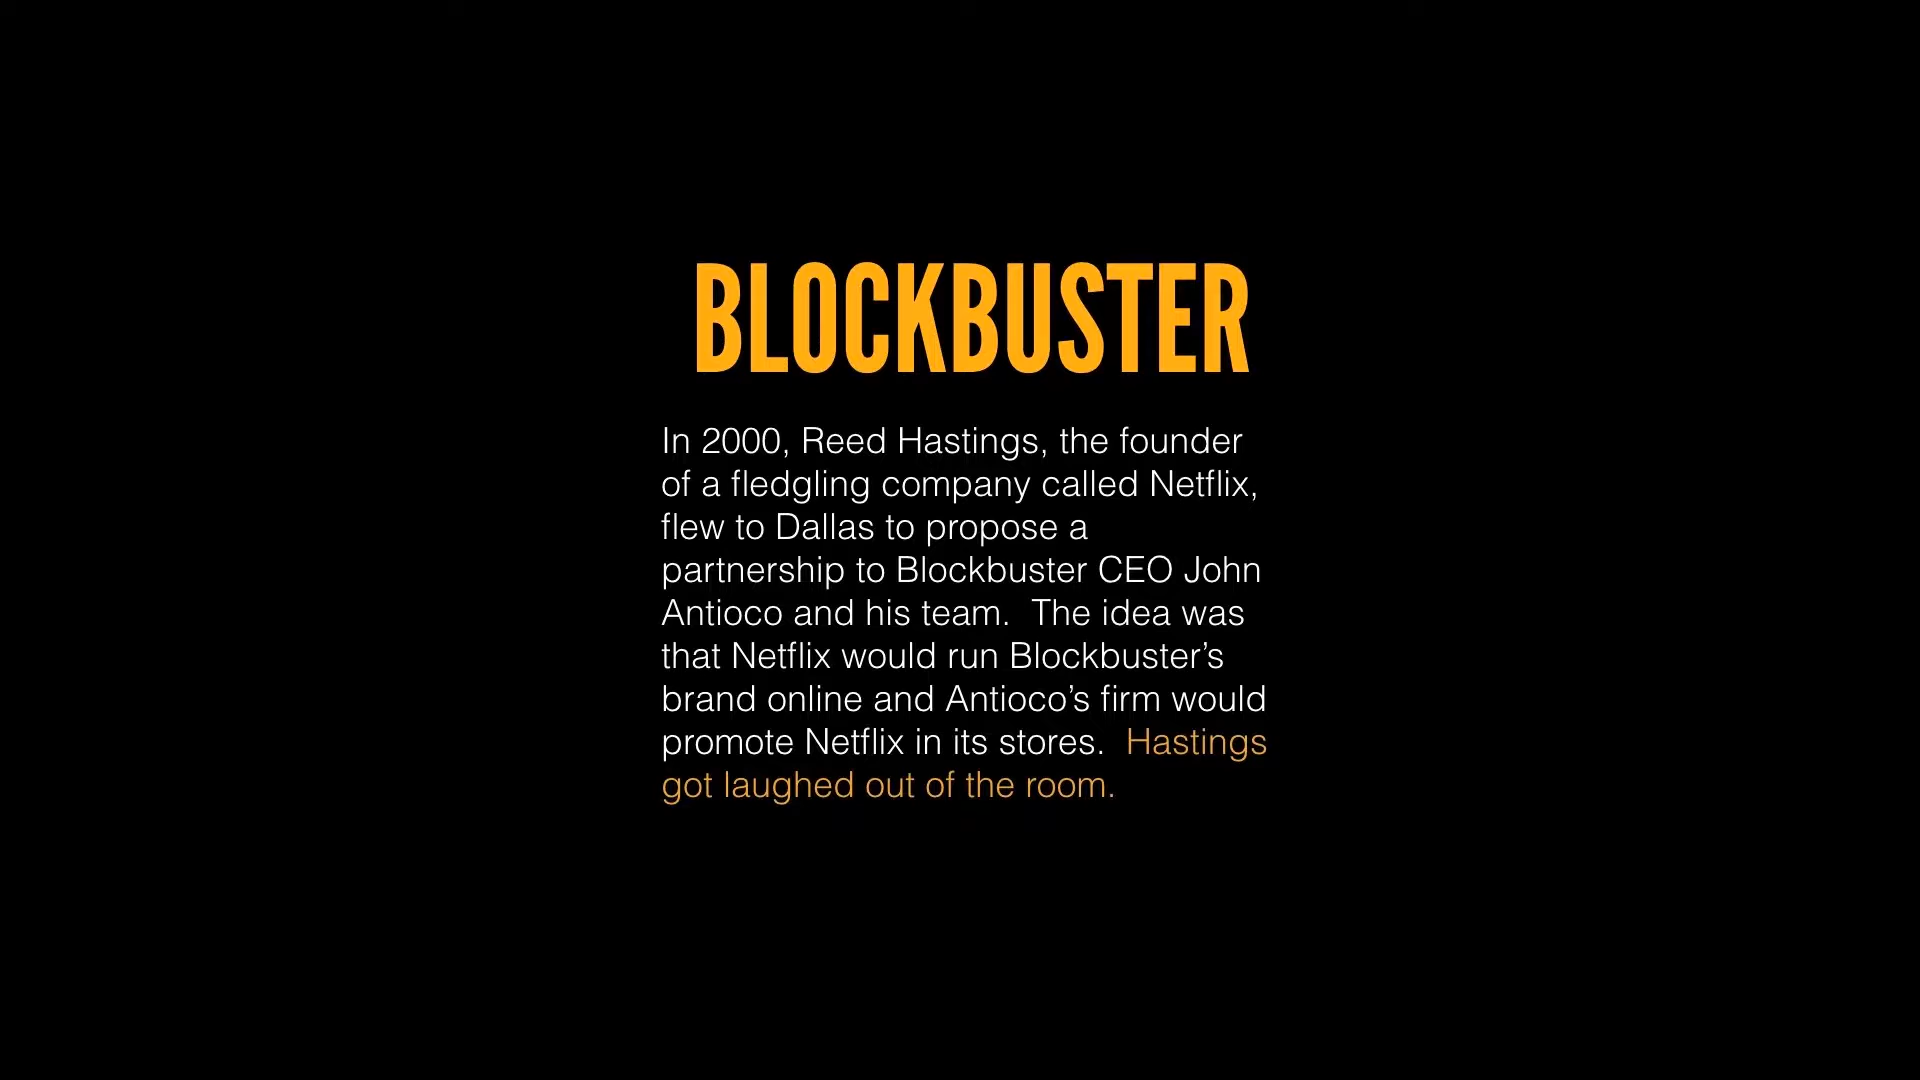 BLOCKBUSTER
In 2000, Reed Hastings, the founder
of a fledgling company called Netflix,
flew to Dallas to propose a
partnership to Blockbuster CEO John
Antioco and his team.  The idea was
that Netflix would run Blockbuster’s
brand online and Antioco’s firm would
promote Netflix in its stores.  Hastings
got laughed out of the room.